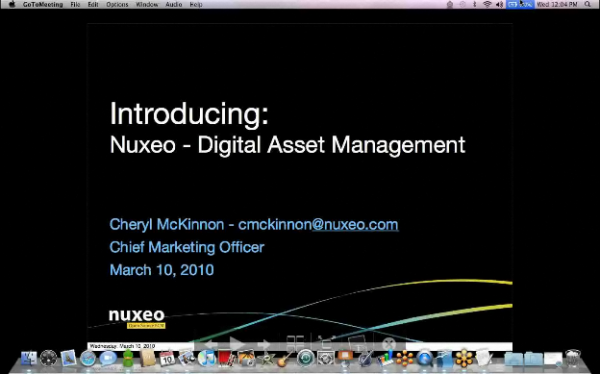 GoToMeeting File Edit Options Window Audio Help
Wed 12:04 PM
Introducing:
Nuxeo - Digital Asset Management
Cheryl McKinnon - cmckinnon@nuxeo.com
Chief Marketing Officer
March 10, 2010
nuxeo
Open Source ECM
Wednesday, March 10, 2010